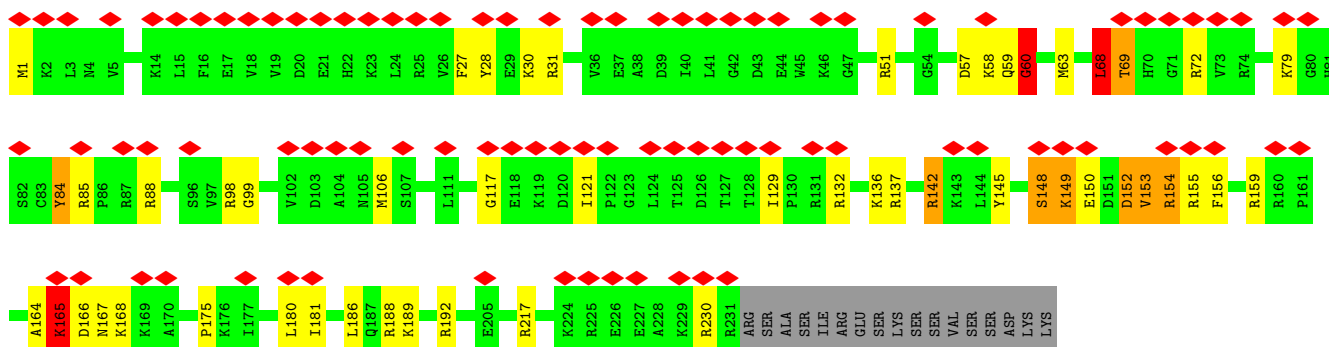 M1 K2 L3 N4 V5 K14 L15 F16 E17 V18 V19 D20 E21 H22 K23 L24 R25 V26 F27 Y28 E29 K30 R31 V36 E37 A38 D39 I40 L41 G42 D43 E44 W45 K46 G47 R51 G54 D57 K58 Q59 G60 M63 L68 T69 H70 G71 R72 V73 R74 K79 G80 H81
S82 C83 Y84 R85 P86 R87 R88 S96 V97 R98 G99 V102 D103 A104 N105 M106 S107 L111 G117 E118 K119 D120 I121 P122 G123 L124 T125 D126 T127 T128 I129 P130 R131 R132 K136 R137 R142 K143 L144 Y145 S148 K149 E150 D151 D152 V153 R154 R155 F156 R159 R160 P161
A164 K165 D166 N167 K168 K169 A170 P175 K176 I177 L180 I181 L186 Q187 R188 K189 R192 E205 R217 K224 R225 E226 E227 A228 K229 R230 R231 ARG SER ALA SER ILE ARG GLU SER LYS SER SER VAL SER SER ASP LYS LYS